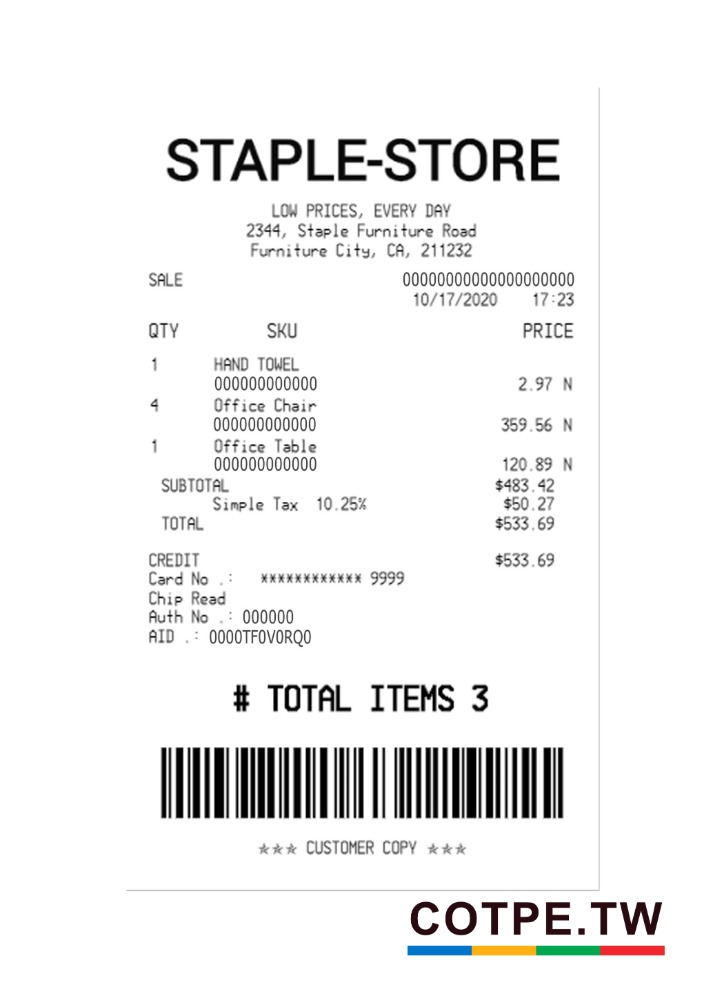 STAPLE-STORE
LOW PRICES, EVERY DAY
2344, Staple Furniture Road
Furniture City, CA, 211232
SALE 00000000000000000000
10/17/2020 17:23
QTY SKU PRICE
1 HAND TOWEL
000000000000 2.97 N
4 Office Chair
000000000000 359.56 N
1 Office Table
000000000000 120.89 N
SUBTOTAL $483.42
Simple Tax 10.25% $50.27
TOTAL $533.69
CREDIT $533.69
Card No .: ************ 9999
Chip Read
Auth No .: 000000
AID .: 0000TF0V0RQ0
# TOTAL ITEMS 3
*** CUSTOMER COPY ***
COTPE.TW